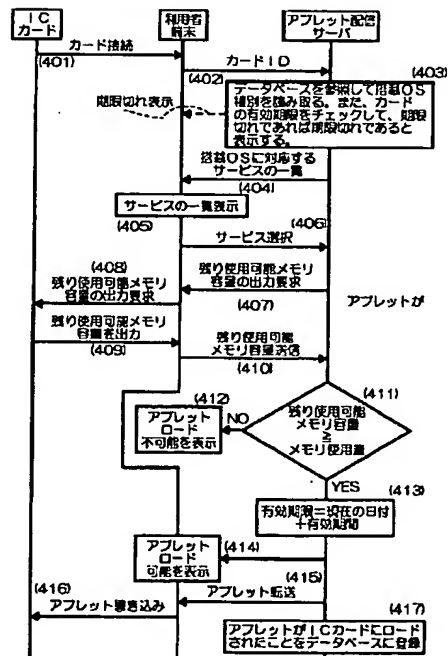 ICカード
利用者端末
アプレット配信サーバ
カード接続
(401)
カードID
(402)
(403)
データベースを参照して搭載OS
種別を読み取る。また、カード
の有効期限をチェックして、期限
切れであれば期限切れであると
表示する。
期限切れ表示
搭載OSに対応する
サービスの一覧
(404)
サービスの一覧表示
(405)
(406)
サービス選択
(408)
残り使用可能メモリ
容量の出力要求
残り使用可能メモリ
容量の出力要求
(407)
アプレットが
残り使用可能メモリ
容量を出力
(409)
残り使用可能
メモリ容量送信
(410)
(411)
残り使用可能
メモリ容量
≧
メモリ使用量
(412)
NO
アプレット
ロード
不可能を表示
YES
(413)
有効期限=現在の日付
+有効期間
アプレット
ロード
可能を表示
(414)
(415)
アプレット転送
(416)
アプレット書き込み
(417)
アプレットがICカードにロード
されたことをデータベースに登録